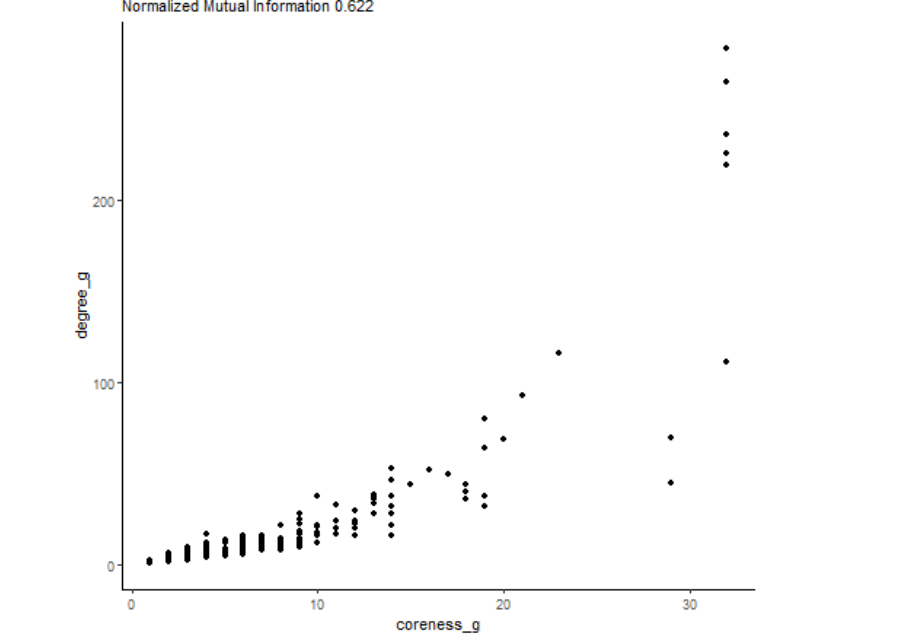 Normalized Mutual Information 0.622
200
100
0
degree_g
0 10 20 30
coreness_g